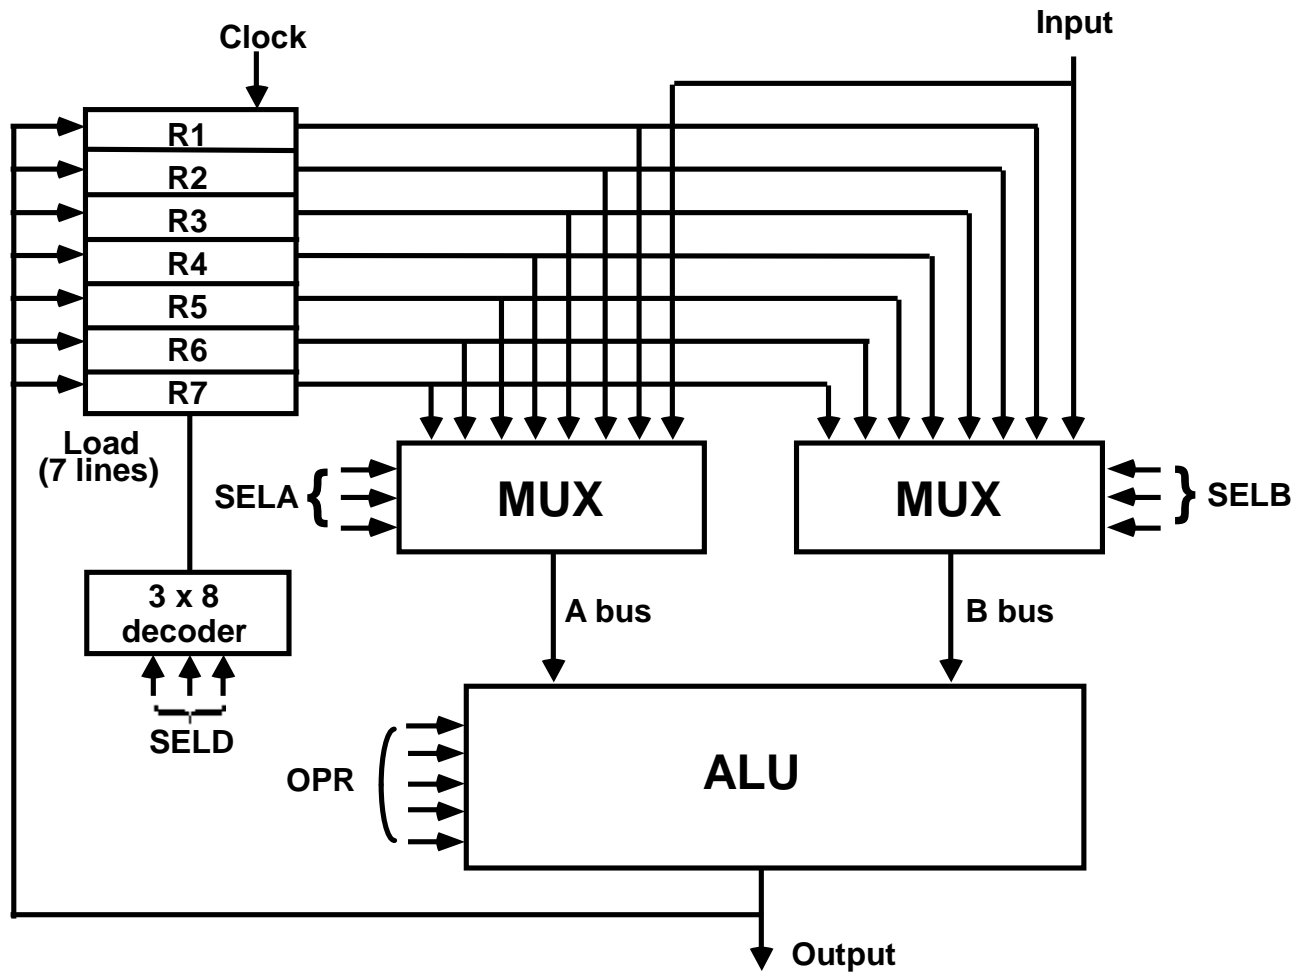 Clock
Input
R1
R2
R3
R4
R5
R6
R7
Load
(7 lines)
SELA {
MUX
MUX
} SELB
3 x 8
decoder
A bus
B bus
SELD
OPR
ALU
Output